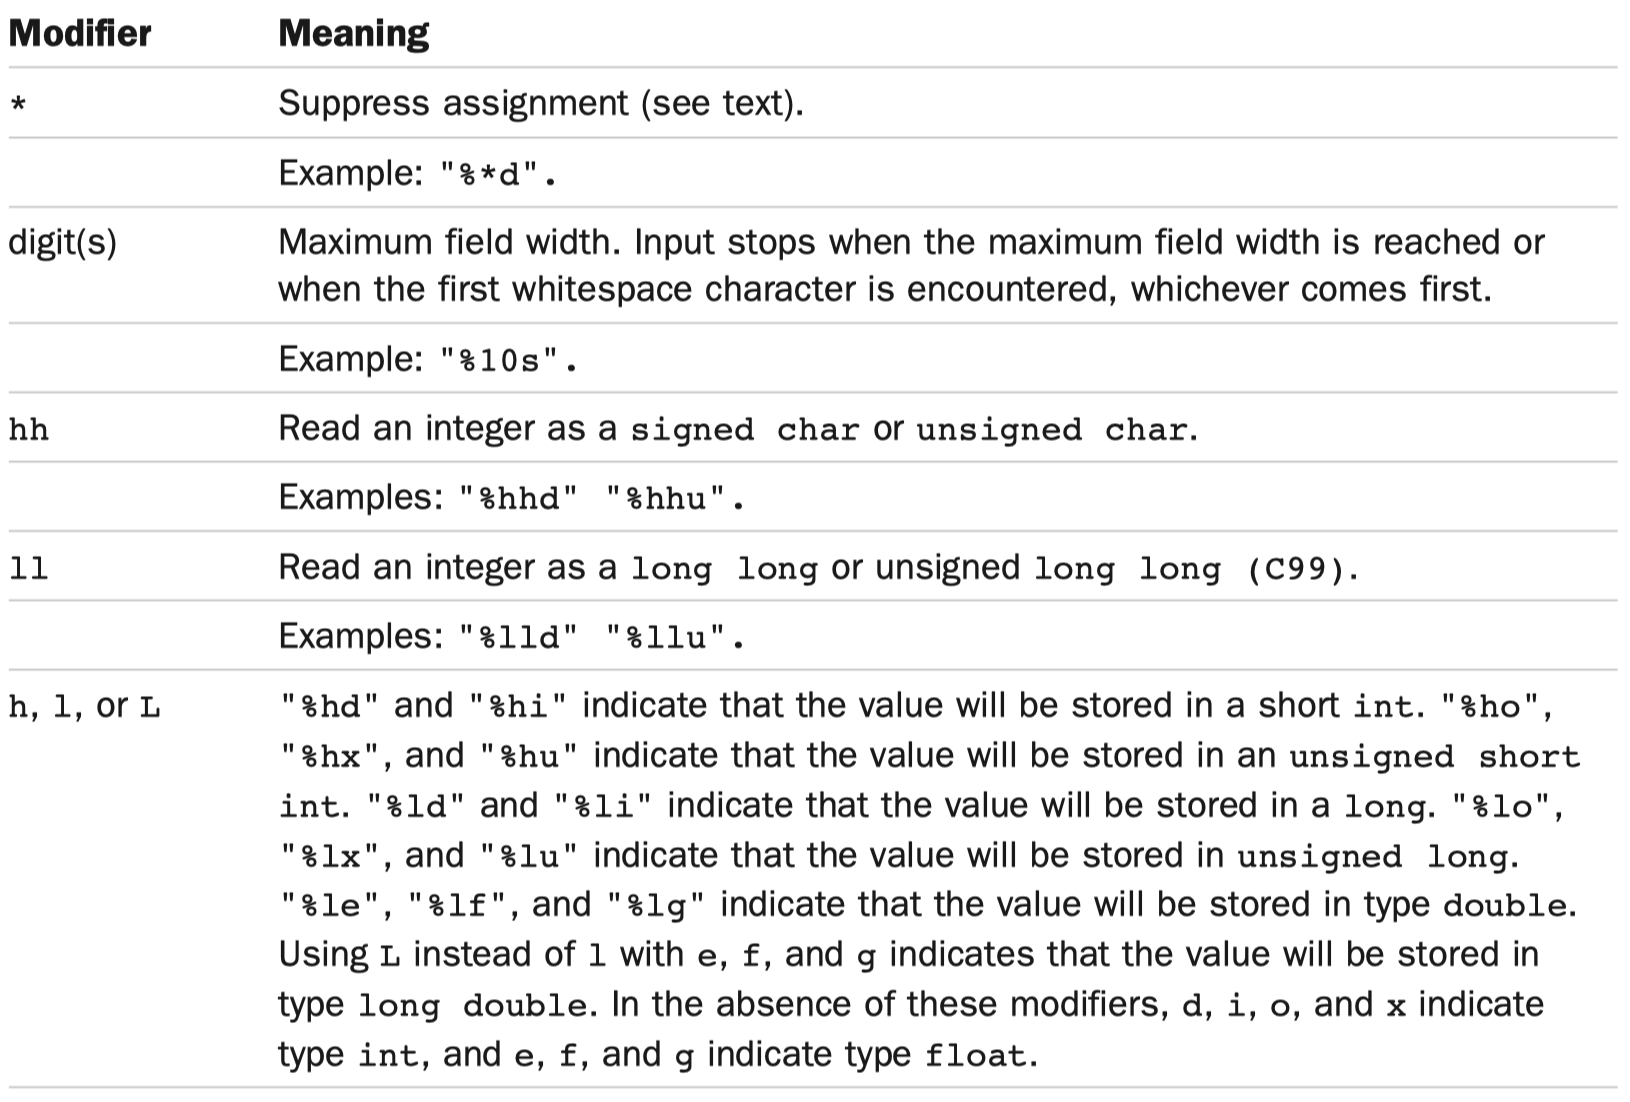 Modifier Meaning
* Suppress assignment (see text).
Example: "%*d".
digit(s) Maximum field width. Input stops when the maximum field width is reached or
when the first whitespace character is encountered, whichever comes first.
Example: "%10s".
hh Read an integer as a signed char or unsigned char.
Examples: "%hhd" "%hhu".
ll Read an integer as a long long or unsigned long long (C99).
Examples: "%lld" "%llu".
h, l, or L "%hd" and "%hi" indicate that the value will be stored in a short int. "%ho",
"%hx", and "%hu" indicate that the value will be stored in an unsigned short
int. "%ld" and "%li" indicate that the value will be stored in a long. "%lo",
"%lx", and "%lu" indicate that the value will be stored in unsigned long.
"%le", "%lf", and "%lg" indicate that the value will be stored in type double.
Using L instead of l with e, f, and g indicates that the value will be stored in
type long double. In the absence of these modifiers, d, i, o, and x indicate
type int, and e, f, and g indicate type float.